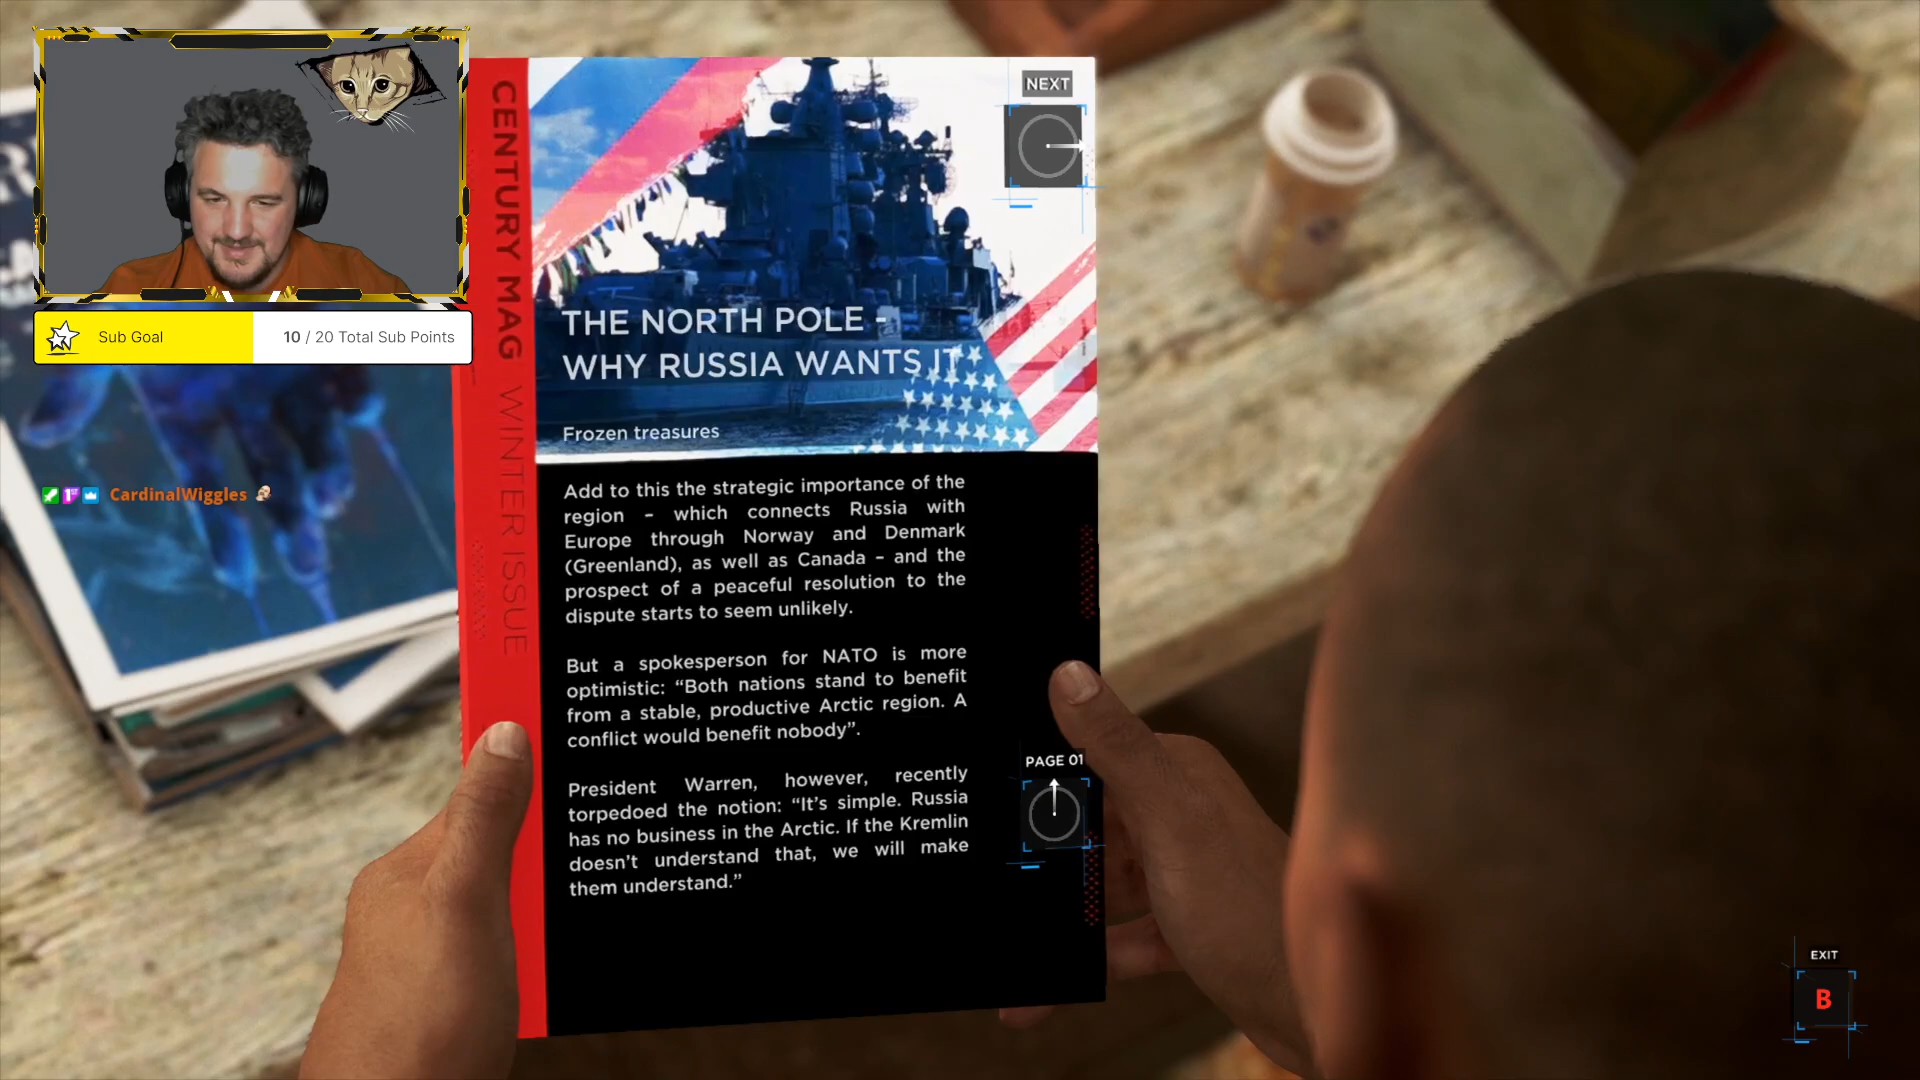 Sub Goal
10 / 20 Total Sub Points
CardinalWiggles
CENTURY MAG WINTER ISSUE
NEXT
THE NORTH POLE -
WHY RUSSIA WANTS IT
Frozen treasures
Add to this the strategic importance of the
region – which connects Russia with
Europe through Norway and Denmark
(Greenland), as well as Canada – and the
prospect of a peaceful resolution to the
dispute starts to seem unlikely.
But a spokesperson for NATO is more
optimistic: “Both nations stand to benefit
from a stable, productive Arctic region. A
conflict would benefit nobody”.
President Warren, however, recently
torpedoed the notion: “It’s simple. Russia
has no business in the Arctic. If the Kremlin
doesn’t understand that, we will make
them understand.”
PAGE 01
EXIT
B